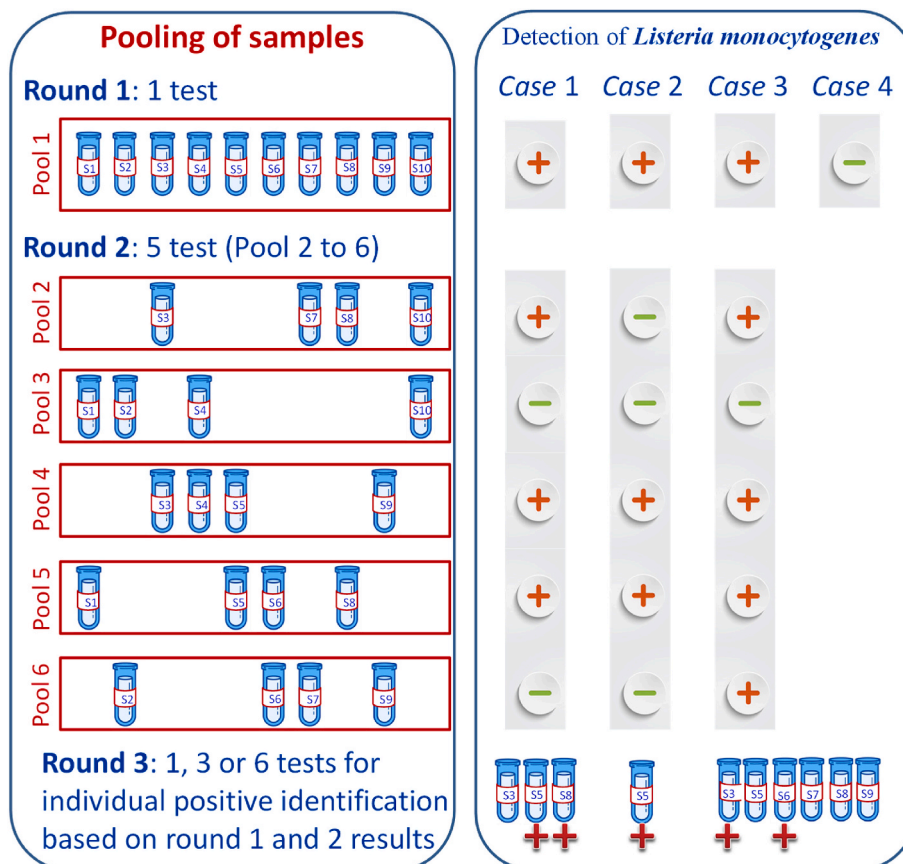 Pooling of samples
Round 1: 1 test
Pool 1
S1 S2 S3 S4 S5 S6 S7 S8 S9 S10
Round 2: 5 test (Pool 2 to 6)
Pool 2
S3 S7 S8 S10
Pool 3
S1 S2 S4 S10
Pool 4
S3 S4 S5 S9
Pool 5
S1 S5 S6 S8
Pool 6
S2 S6 S7 S9
Round 3: 1, 3 or 6 tests for
individual positive identification
based on round 1 and 2 results
Detection of Listeria monocytogenes
Case 1 Case 2 Case 3 Case 4
+ + + −
+ − +
− − −
+ + +
+ + +
− − +
S3 S5 S8 S5 S3 S5 S6 S7 S8 S9
+ + + + +